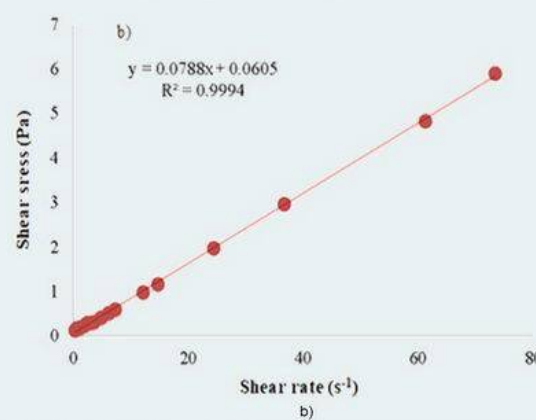 7
b)
y = 0.0788x + 0.0605
R² = 0.9994
6
5
4
3
2
1
0
Shear sress (Pa)
0 20 40 60 80
Shear rate (s⁻¹)
b)